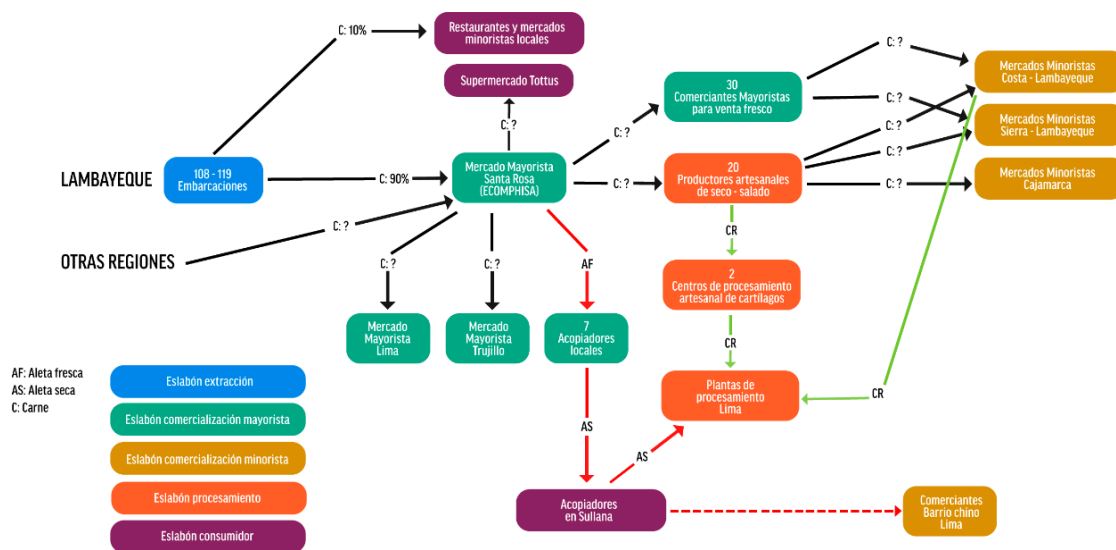 C: 10%
Restaurantes y mercados
minoristas locales
Supermercado Tottus
C: ?
30
Comerciantes Mayoristas
para venta fresco
C: ?
C: ?
C: ?
C: ?
Mercados Minoristas
Costa - Lambayeque
Mercados Minoristas
Sierra - Lambayeque
Mercados Minoristas
Cajamarca
LAMBAYEQUE
108 - 119
Embarcaciones
C: 90%
Mercado Mayorista
Santa Rosa
(ECOMPHISA)
C: ?
C: ?
20
Productores artesanales
de seco - salado
C: ?
OTRAS REGIONES
C: ?
C: ?
C: ?
AF
CR
2
Centros de procesamiento
artesanal de cartílagos
Mercado
Mayorista
Lima
Mercado
Mayorista
Trujillo
7
Acopiadores
locales
CR
Plantas de
procesamiento
Lima
CR
AS
AS
Acopiadores
en Sullana
Comerciantes
Barrio chino
Lima
AF: Aleta fresca
AS: Aleta seca
C: Carne
Eslabón extracción
Eslabón comercialización mayorista
Eslabón comercialización minorista
Eslabón procesamiento
Eslabón consumidor